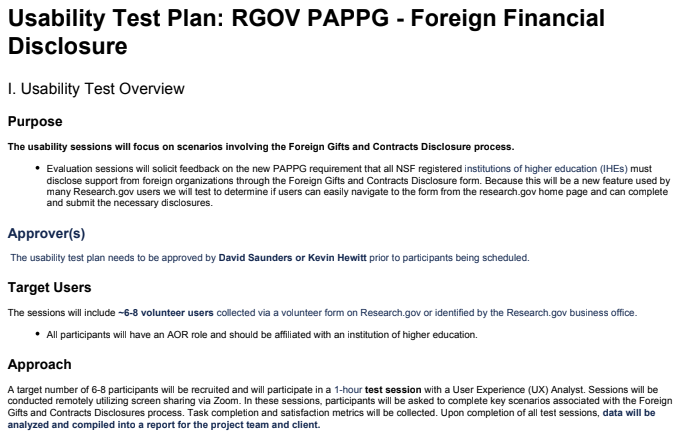 Usability Test Plan: RGOV PAPPG - Foreign Financial
Disclosure
I. Usability Test Overview
Purpose
The usability sessions will focus on scenarios involving the Foreign Gifts and Contracts Disclosure process.
• Evaluation sessions will solicit feedback on the new PAPPG requirement that all NSF registered institutions of higher education (IHEs) must
disclose support from foreign organizations through the Foreign Gifts and Contracts Disclosure form. Because this will be a new feature used by
many Research.gov users we will test to determine if users can easily navigate to the form from the research.gov home page and can complete
and submit the necessary disclosures.
Approver(s)
The usability test plan needs to be approved by David Saunders or Kevin Hewitt prior to participants being scheduled.
Target Users
The sessions will include ~6-8 volunteer users collected via a volunteer form on Research.gov or identified by the Research.gov business office.
• All participants will have an AOR role and should be affiliated with an institution of higher education.
Approach
A target number of 6-8 participants will be recruited and will participate in a 1-hour test session with a User Experience (UX) Analyst. Sessions will be
conducted remotely utilizing screen sharing via Zoom. In these sessions, participants will be asked to complete key scenarios associated with the Foreign
Gifts and Contracts Disclosures process. Task completion and satisfaction metrics will be collected. Upon completion of all test sessions, data will be
analyzed and compiled into a report for the project team and client.